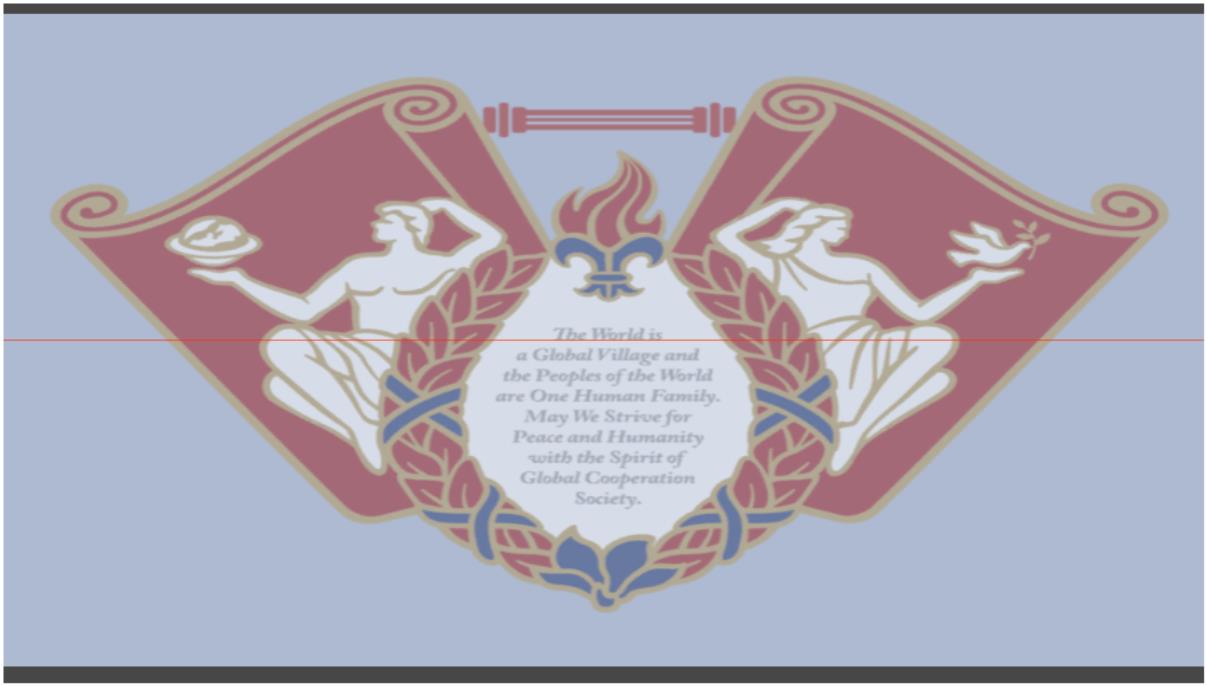 The World is
a Global Village and
the Peoples of the World
are One Human Family.
May We Strive for
Peace and Humanity
with the Spirit of
Global Cooperation
Society.